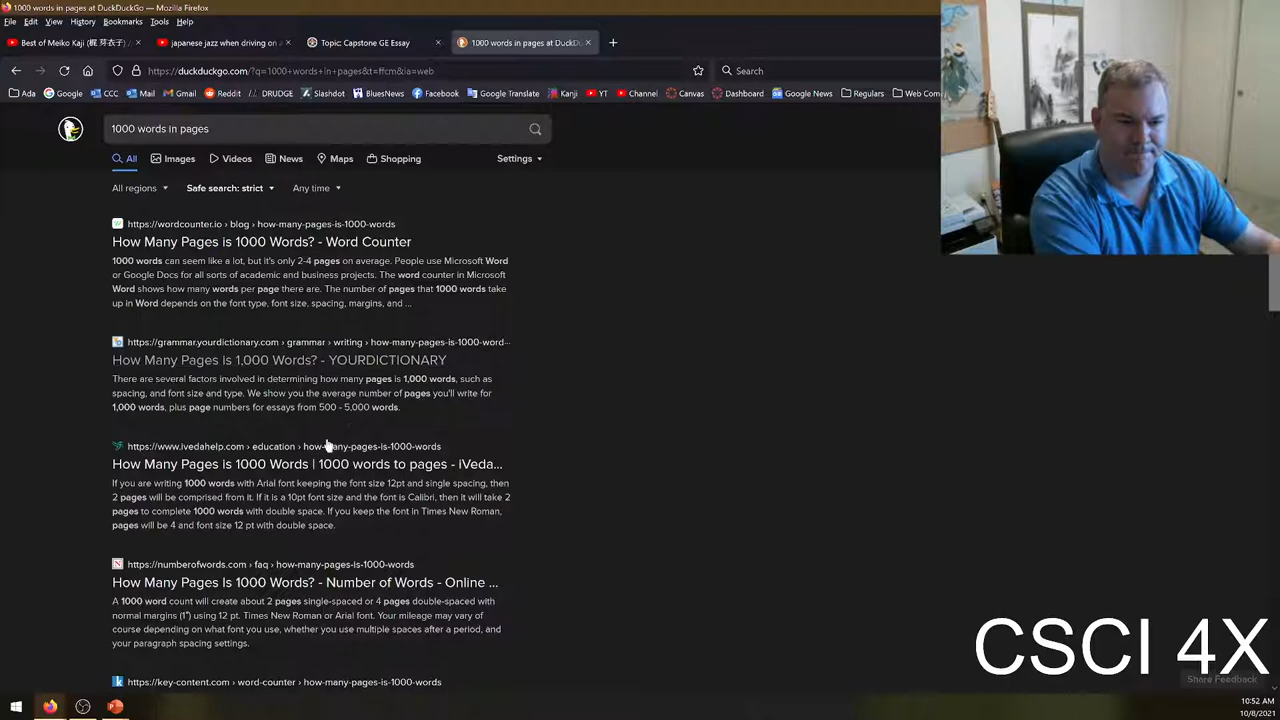 1000 words in pages at DuckDuckGo — Mozilla Firefox
File Edit View History Bookmarks Tools Help
Best of Meiko Kaji (梶 芽衣子) /
japanese jazz when driving on a
Topic: Capstone GE Essay
1000 words in pages at DuckDu
https://duckduckgo.com/?q=1000+words+in+pages&t=ffcm&ia=web
Search
Ada Google CCC Mail Gmail Reddit DRUDGE Slashdot BluesNews Facebook Google Translate Kanji YT Channel Canvas Dashboard Google News Regulars Web Com
1000 words in pages
All Images Videos News Maps Shopping Settings
All regions Safe search: strict Any time
https://wordcounter.io › blog › how-many-pages-is-1000-words
How Many Pages is 1000 Words? - Word Counter
1000 words can seem like a lot, but it's only 2-4 pages on average. People use Microsoft Word
or Google Docs for all sorts of academic and business projects. The word counter in Microsoft
Word shows how many words per page there are. The number of pages that 1000 words take
up in Word depends on the font type, font size, spacing, margins, and ...
https://grammar.yourdictionary.com › grammar › writing › how-many-pages-is-1000-word···
How Many Pages is 1,000 Words? - YOURDICTIONARY
There are several factors involved in determining how many pages is 1,000 words, such as
spacing, and font size and type. We show you the average number of pages you'll write for
1,000 words, plus page numbers for essays from 500 - 5,000 words.
https://www.ivedahelp.com › education › how-many-pages-is-1000-words
How Many Pages is 1000 Words | 1000 words to pages - iVeda...
If you are writing 1000 words with Arial font keeping the font size 12pt and single spacing, then
2 pages will be comprised from it. If it is a 10pt font size and the font is Calibri, then it will take 2
pages to complete 1000 words with double space. If you keep the font in Times New Roman,
pages will be 4 and font size 12 pt with double space.
https://numberofwords.com › faq › how-many-pages-is-1000-words
How Many Pages Is 1000 Words? - Number of Words - Online ...
A 1000 word count will create about 2 pages single-spaced or 4 pages double-spaced with
normal margins (1") using 12 pt. Times New Roman or Arial font. Your mileage may vary of
course depending on what font you use, whether you use multiple spaces after a period, and
your paragraph spacing settings.
https://key-content.com › word-counter › how-many-pages-is-1000-words
CSCI 4X
Share Feedback
10:52 AM
10/8/2021